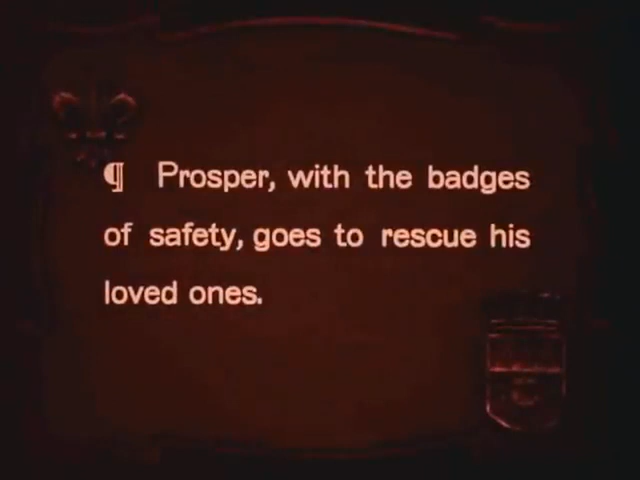 ¶ Prosper, with the badges
of safety, goes to rescue his
loved ones.